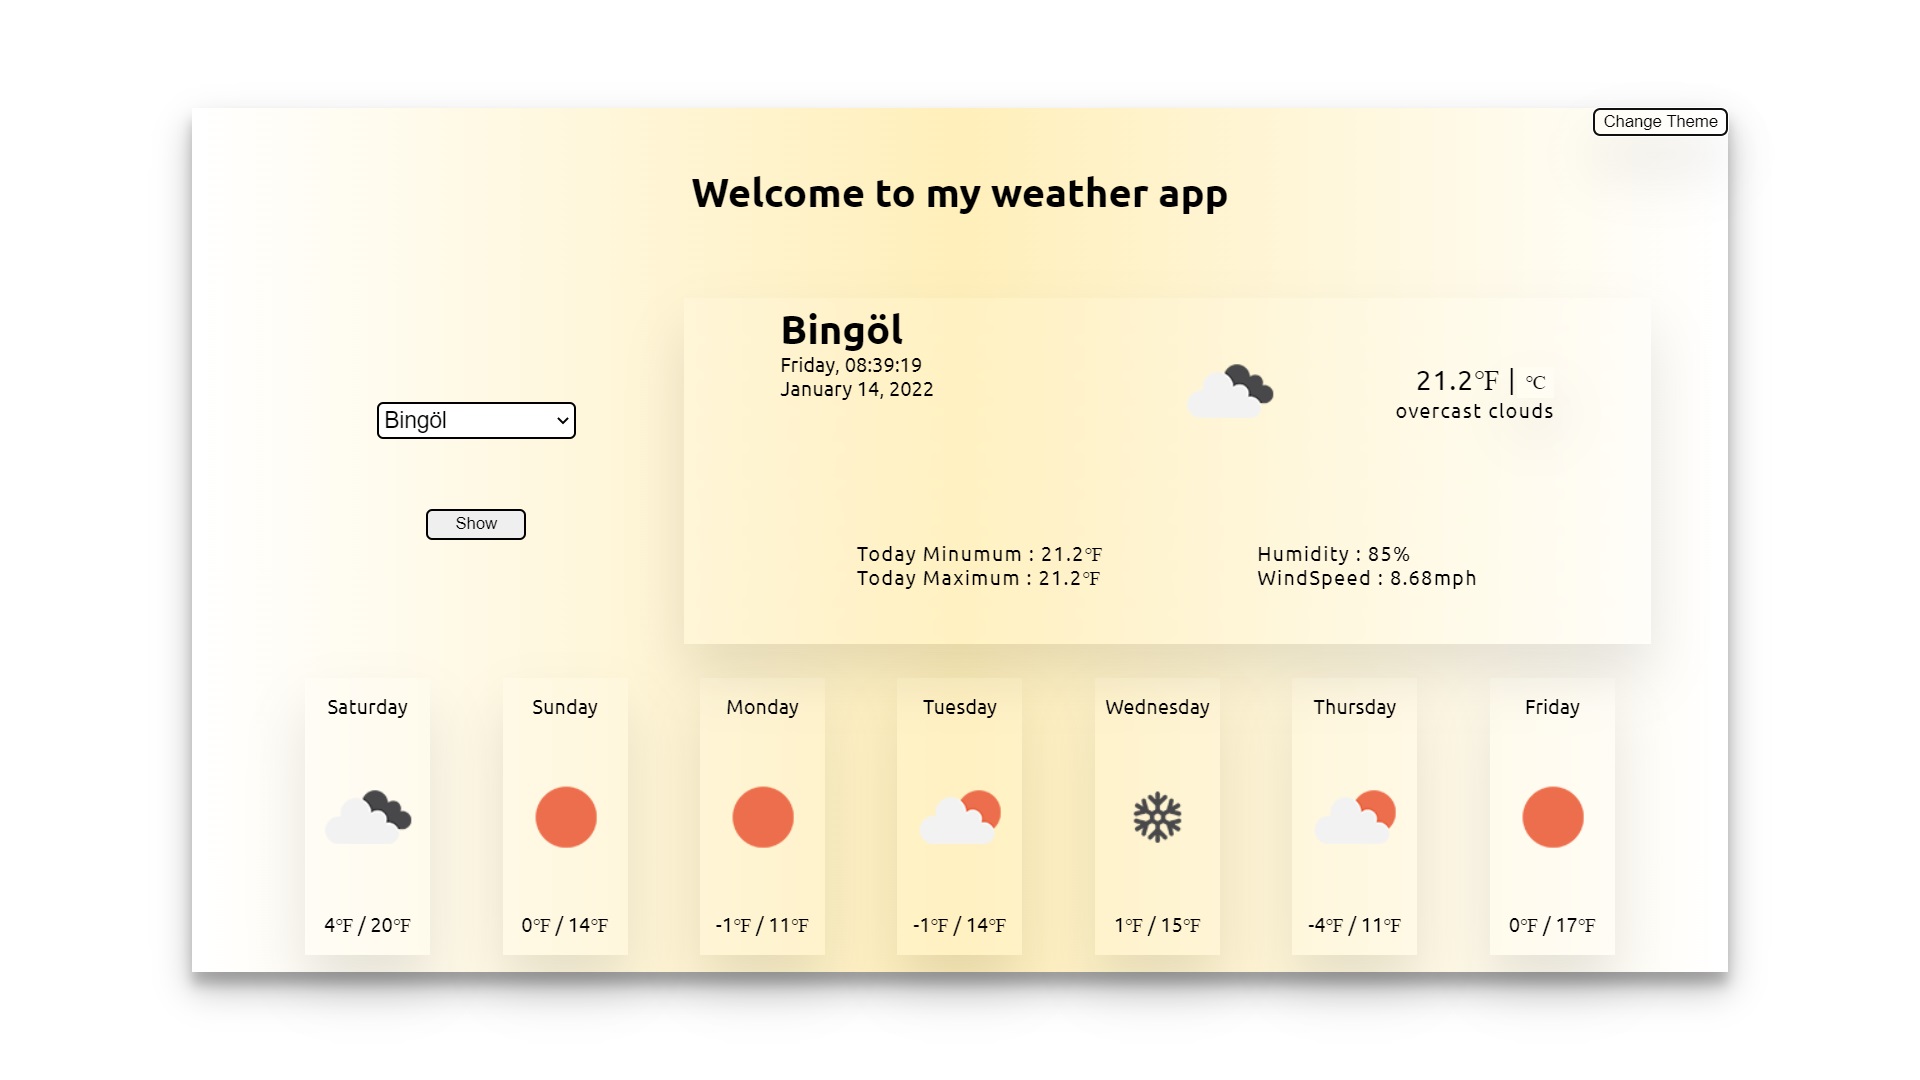 Change Theme
Welcome to my weather app
Bingöl
Friday, 08:39:19
January 14, 2022
21.2°F | °C
overcast clouds
Bingöl
Show
Today Minumum : 21.2°F
Today Maximum : 21.2°F
Humidity : 85%
WindSpeed : 8.68mph
Saturday
4°F / 20°F
Sunday
0°F / 14°F
Monday
-1°F / 11°F
Tuesday
-1°F / 14°F
Wednesday
1°F / 15°F
Thursday
-4°F / 11°F
Friday
0°F / 17°F